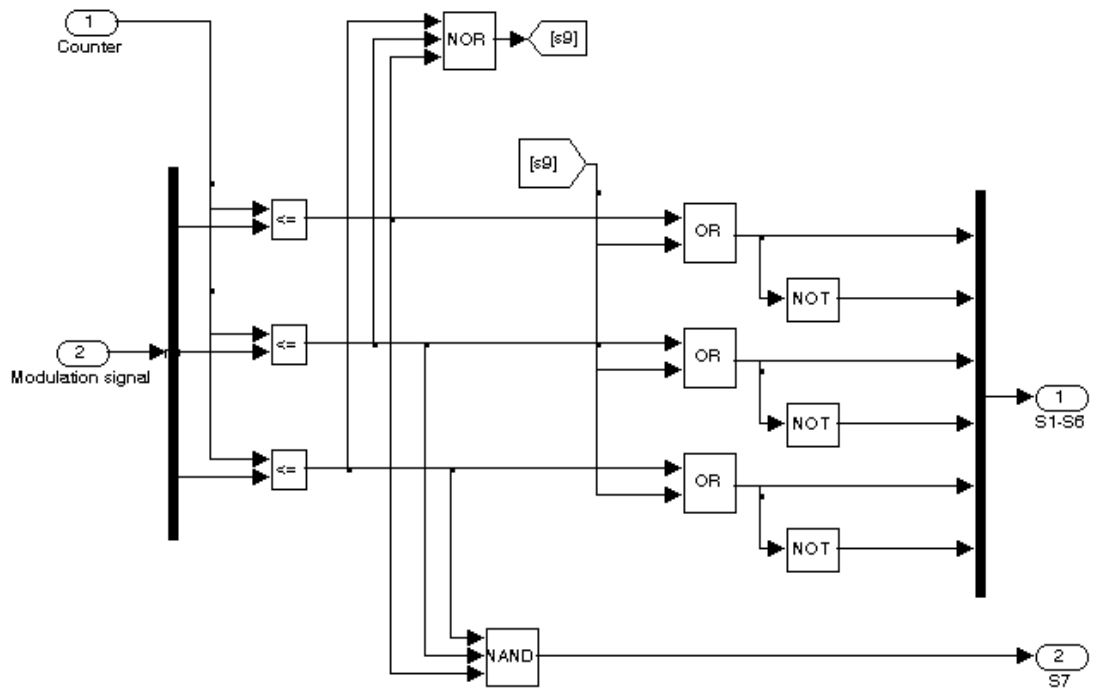 1
Counter
NOR
[s9]
[s9]
<=
OR
NOT
2
Modulation signal
<=
OR
NOT
1
S1-S6
<=
OR
NOT
NAND
2
S7